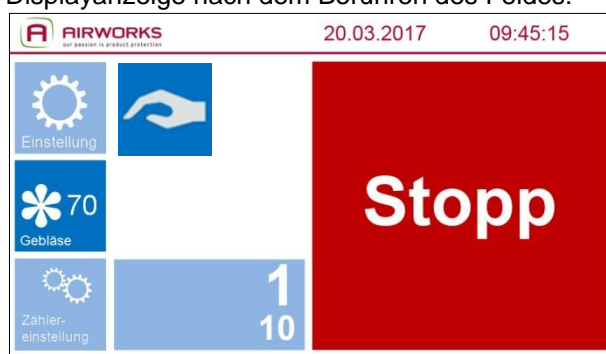 Displayanzeige nach dem Berühren des Feldes:
AIRWORKS
our passion is product protection
20.03.2017
09:45:15
Einstellung
Stopp
70
Gebläse
1
10
Zähler-
einstellung